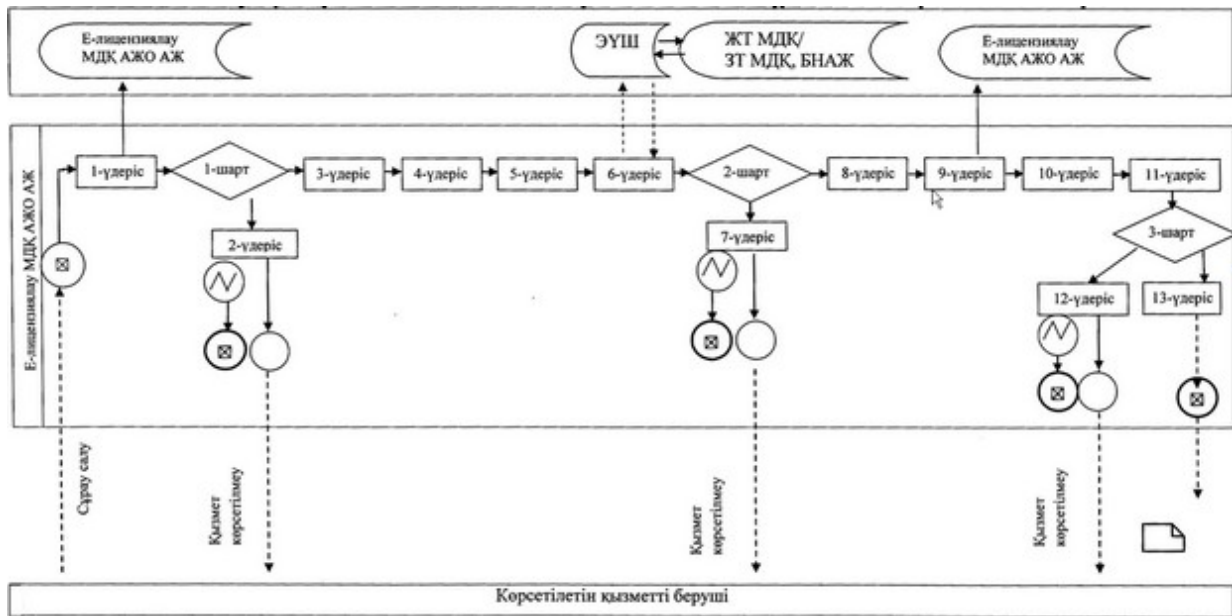 Е-лицензиялау
МДҚ АЖО АЖ
ЭҮШ
ЖТ МДҚ/
ЗТ МДҚ, БНАЖ
Е-лицензиялау
МДҚ АЖО АЖ
Е-лицензиялау МДҚ АЖО АЖ
1-үдеріс
1-шарт
3-үдеріс
4-үдеріс
5-үдеріс
6-үдеріс
2-шарт
8-үдеріс
9-үдеріс
10-үдеріс
11-үдеріс
2-үдеріс
7-үдеріс
3-шарт
12-үдеріс
13-үдеріс
Сұрау салу
Қызмет
көрсетілмеу
Қызмет
көрсетілмеу
Қызмет
көрсетілмеу
Көрсетілетін қызметті беруші